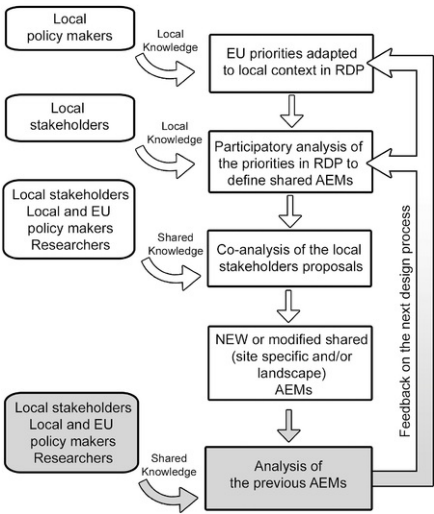 Local
policy makers
Local
Knowledge
EU priorities adapted
to local context in RDP
Local
stakeholders
Local
Knowledge
Participatory analysis of
the priorities in RDP to
define shared AEMs
Local stakeholders
Local and EU
policy makers
Researchers
Shared
Knowledge
Co-analysis of the local
stakeholders proposals
NEW or modified shared
(site specific and/or
landscape)
AEMs
Local stakeholders
Local and EU
policy makers
Researchers
Shared
Knowledge
Analysis of
the previous AEMs
Feedback on the next design process